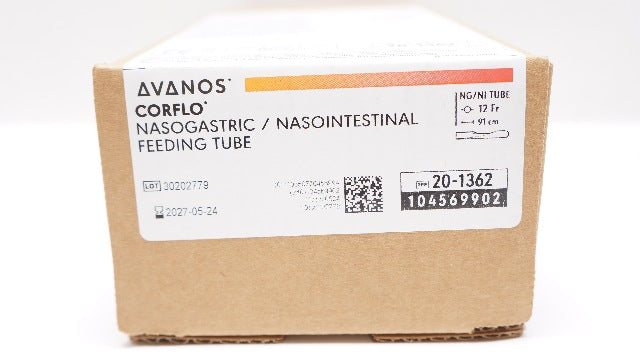 AVANOS*
CORFLO*
NASOGASTRIC / NASOINTESTINAL
FEEDING TUBE
NG/NI TUBE
12 Fr
91 cm
LOT 30202779
2027-05-24
REF 20-1362
104569902